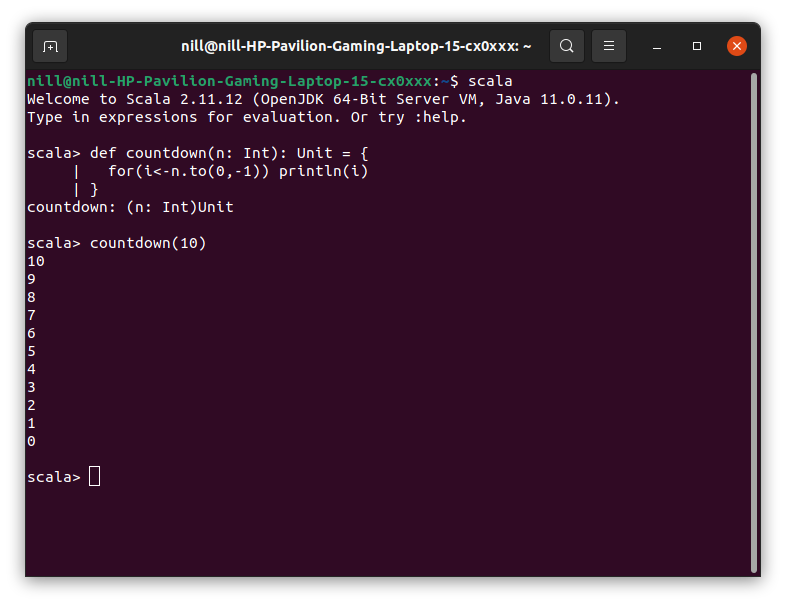 nill@nill-HP-Pavilion-Gaming-Laptop-15-cx0xxx: ~
nill@nill-HP-Pavilion-Gaming-Laptop-15-cx0xxx:~$ scala
Welcome to Scala 2.11.12 (OpenJDK 64-Bit Server VM, Java 11.0.11).
Type in expressions for evaluation. Or try :help.
scala> def countdown(n: Int): Unit = {
     |   for(i<-n.to(0,-1)) println(i)
     | }
countdown: (n: Int)Unit
scala> countdown(10)
10
9
8
7
6
5
4
3
2
1
0
scala>